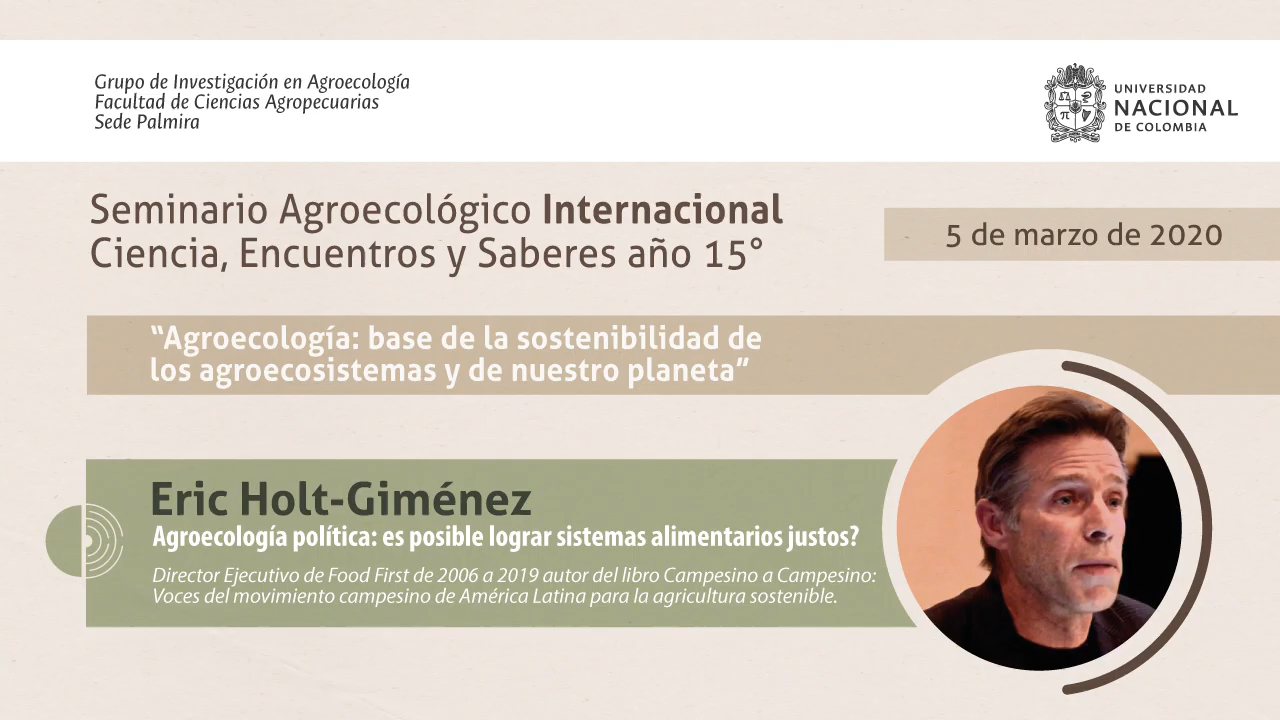 Grupo de Investigación en Agroecología
Facultad de Ciencias Agropecuarias
Sede Palmira
UNIVERSIDAD
NACIONAL
DE COLOMBIA
Seminario Agroecológico Internacional
Ciencia, Encuentros y Saberes año 15°
5 de marzo de 2020
“Agroecología: base de la sostenibilidad de
los agroecosistemas y de nuestro planeta”
Eric Holt-Giménez
Agroecología política: es posible lograr sistemas alimentarios justos?
Director Ejecutivo de Food First de 2006 a 2019 autor del libro Campesino a Campesino:
Voces del movimiento campesino de América Latina para la agricultura sostenible.